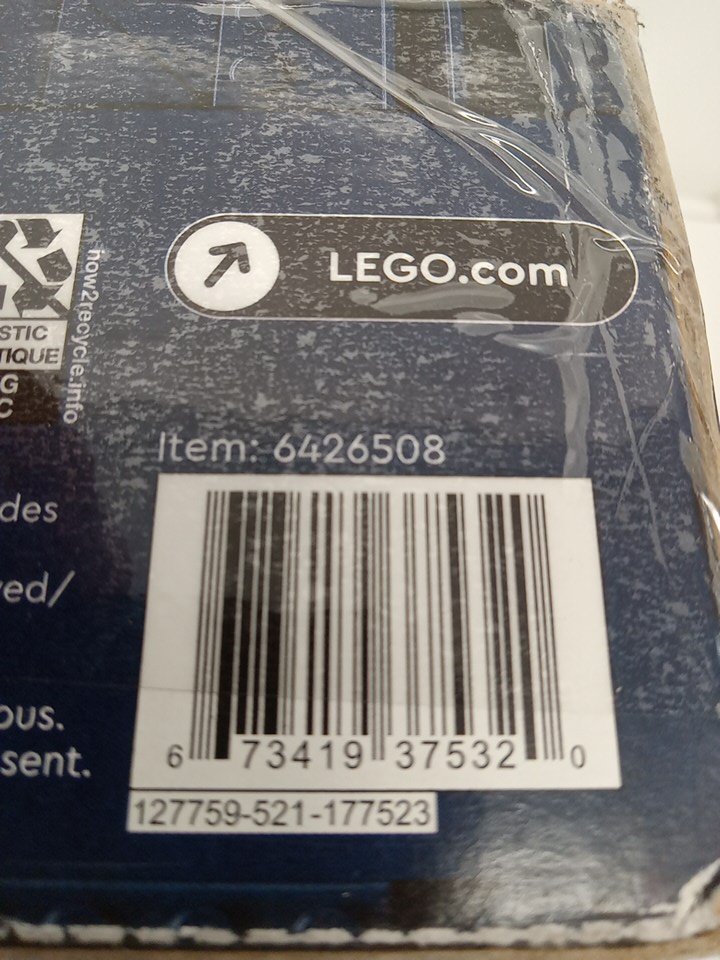 LEGO.com
how2recycle.info
STIC
TIQUE
G
C
Item: 6426508
des
ved/
ous.
sent.
6 73419 37532 0
127759-521-177523